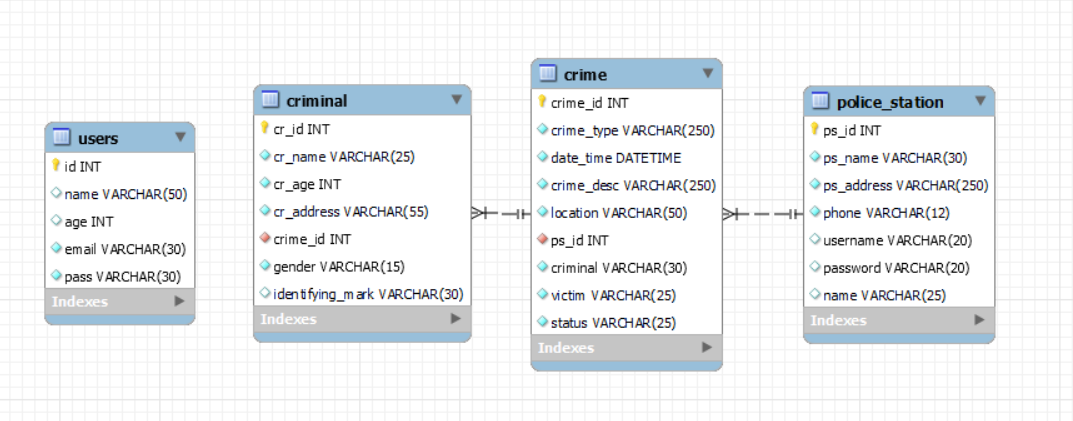 users
id INT
name VARCHAR(50)
age INT
email VARCHAR(30)
pass VARCHAR(30)
Indexes
criminal
cr_id INT
cr_name VARCHAR(25)
cr_age INT
cr_address VARCHAR(55)
crime_id INT
gender VARCHAR(15)
identifying_mark VARCHAR(30)
Indexes
crime
crime_id INT
crime_type VARCHAR(250)
date_time DATETIME
crime_desc VARCHAR(250)
location VARCHAR(50)
ps_id INT
criminal VARCHAR(30)
victim VARCHAR(25)
status VARCHAR(25)
Indexes
police_station
ps_id INT
ps_name VARCHAR(30)
ps_address VARCHAR(250)
phone VARCHAR(12)
username VARCHAR(20)
password VARCHAR(20)
name VARCHAR(25)
Indexes